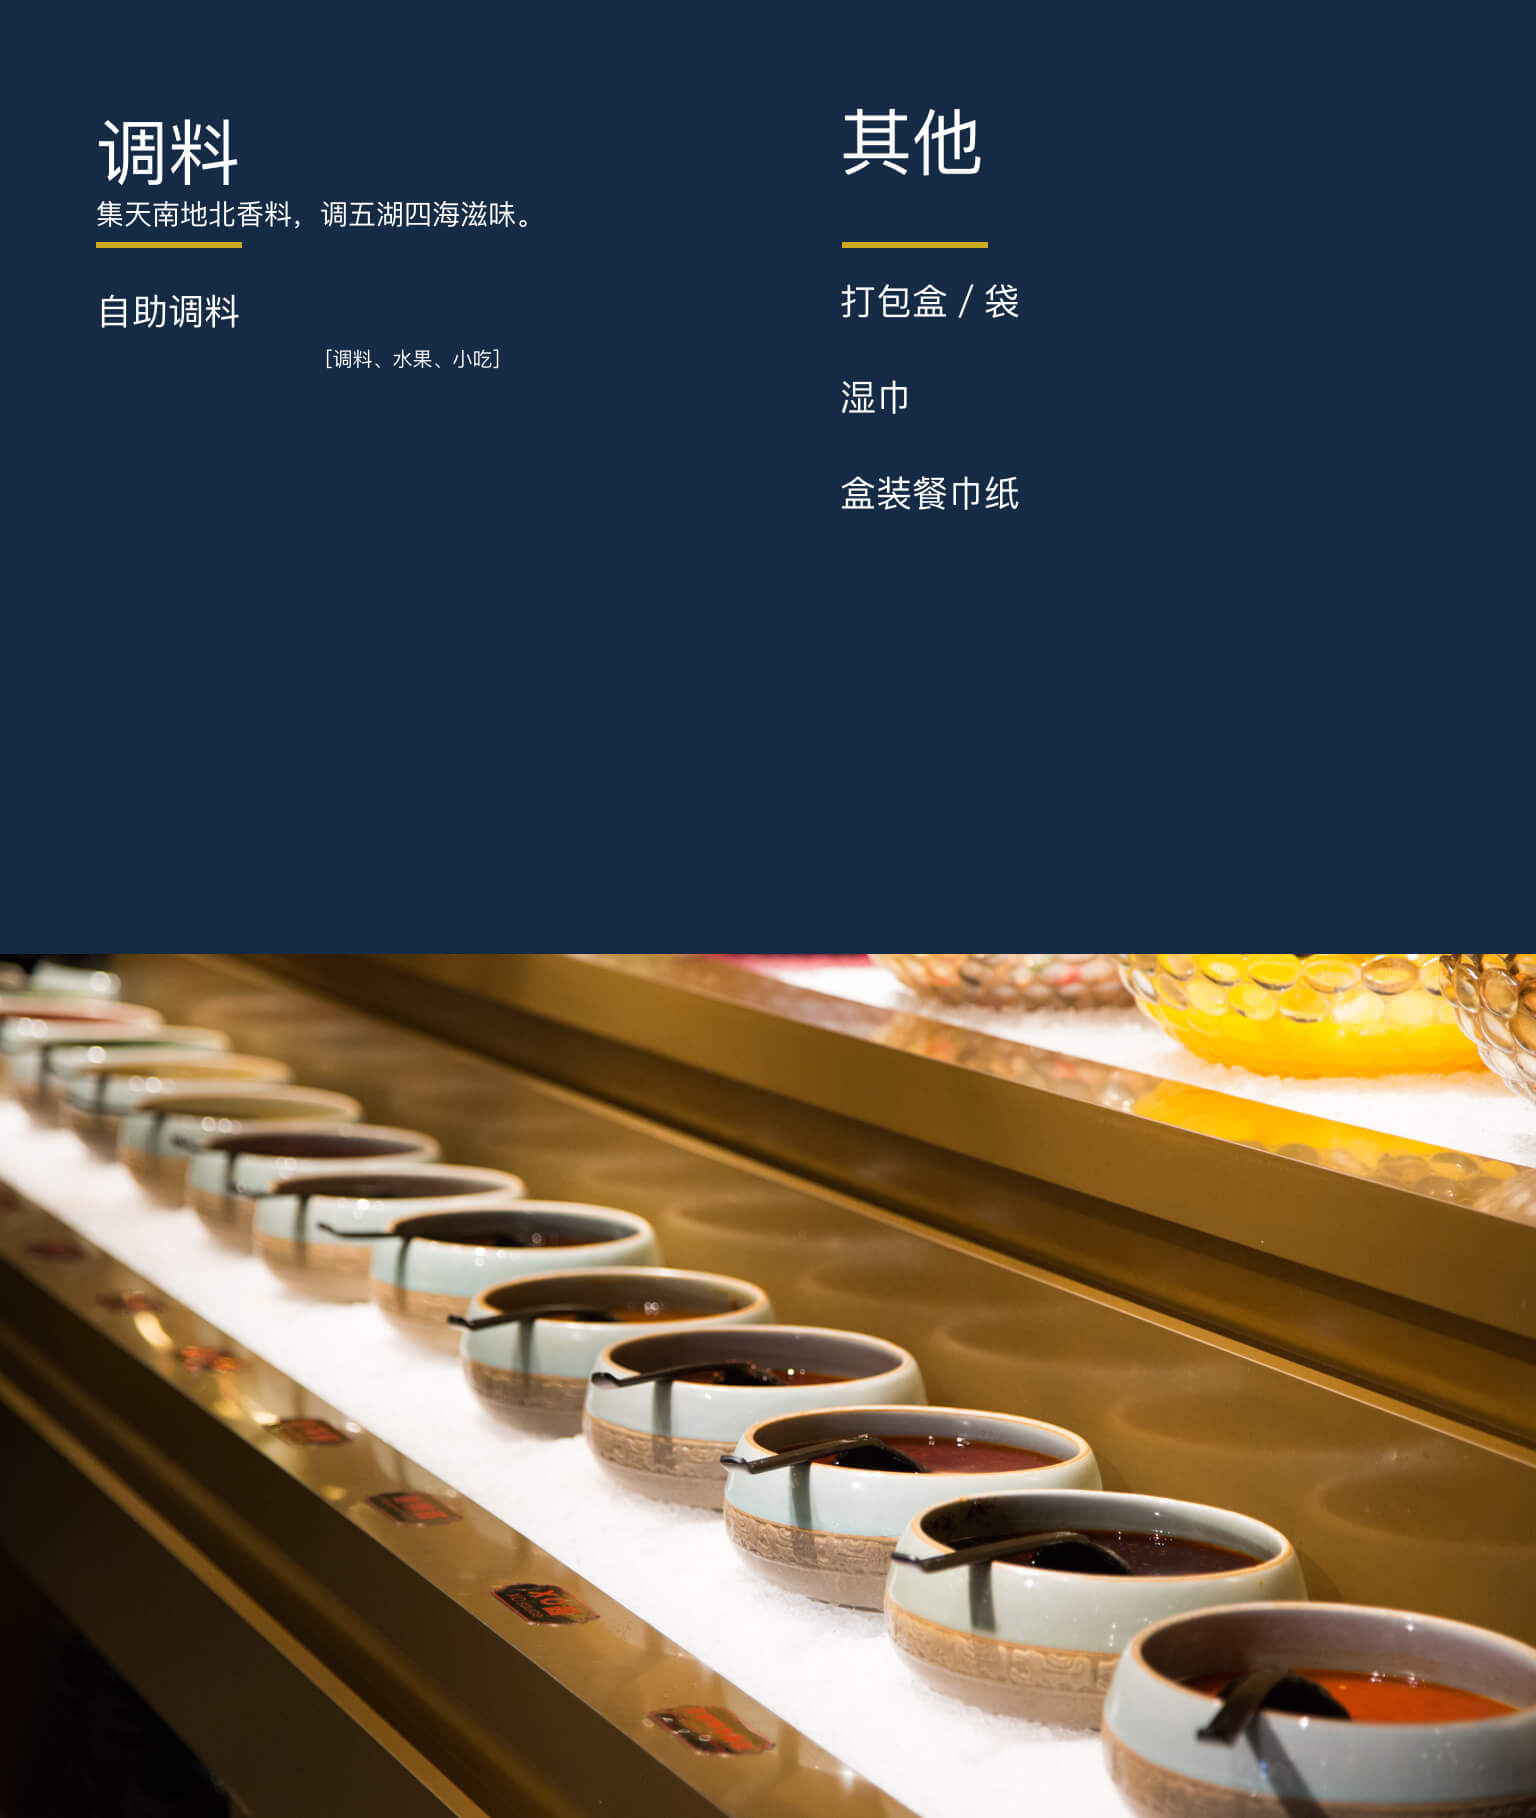 调料
集天南地北香料，调五湖四海滋味。
自助调料
［调料、水果、小吃］
其他
打包盒 / 袋
湿巾
盒装餐巾纸